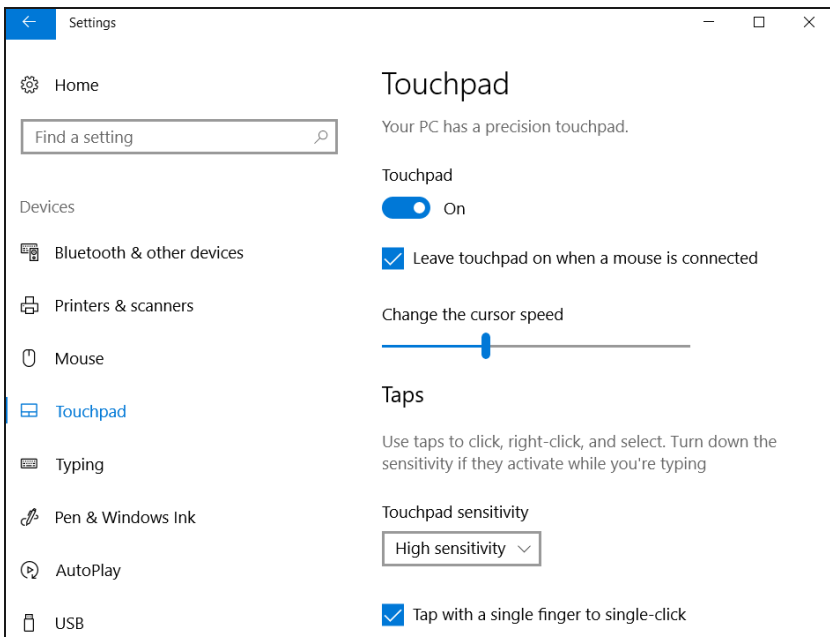 Settings
Home
Find a setting
Devices
Bluetooth & other devices
Printers & scanners
Mouse
Touchpad
Typing
Pen & Windows Ink
AutoPlay
USB
Touchpad
Your PC has a precision touchpad.
Touchpad
On
Leave touchpad on when a mouse is connected
Change the cursor speed
Taps
Use taps to click, right-click, and select. Turn down the
sensitivity if they activate while you're typing
Touchpad sensitivity
High sensitivity
Tap with a single finger to single-click